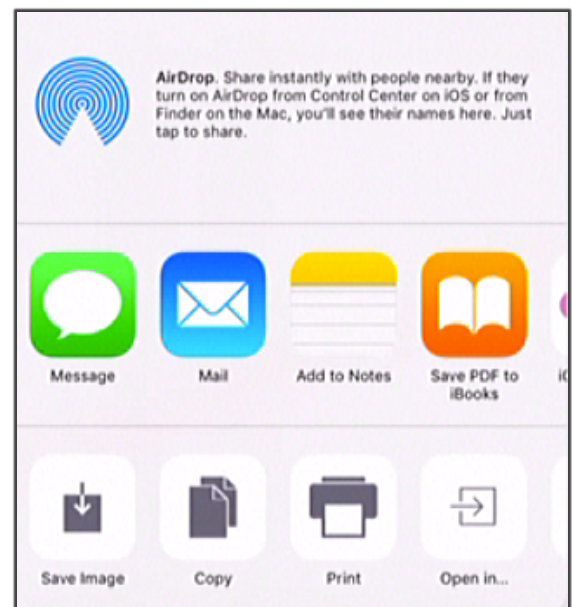 AirDrop. Share instantly with people nearby. If they
turn on AirDrop from Control Center on iOS or from
Finder on the Mac, you'll see their names here. Just
tap to share.
Message
Mail
Add to Notes
Save PDF to
iBooks
Save Image
Copy
Print
Open in...